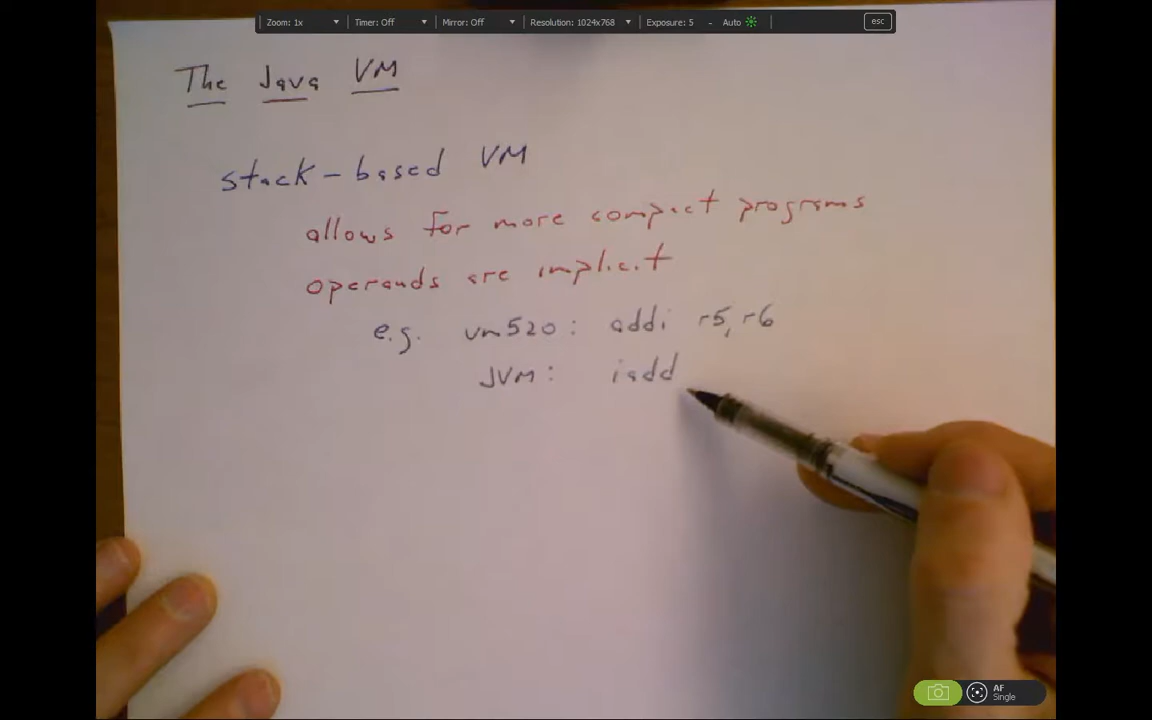 Zoom: 1x Timer: Off Mirror: Off Resolution: 1024x768 Exposure: 5 - Auto esc
The Java VM
stack-based VM
allows for more compact programs
operands are implicit
e.g. vm520: addi r5, r6
JVM: iadd
AF
Single